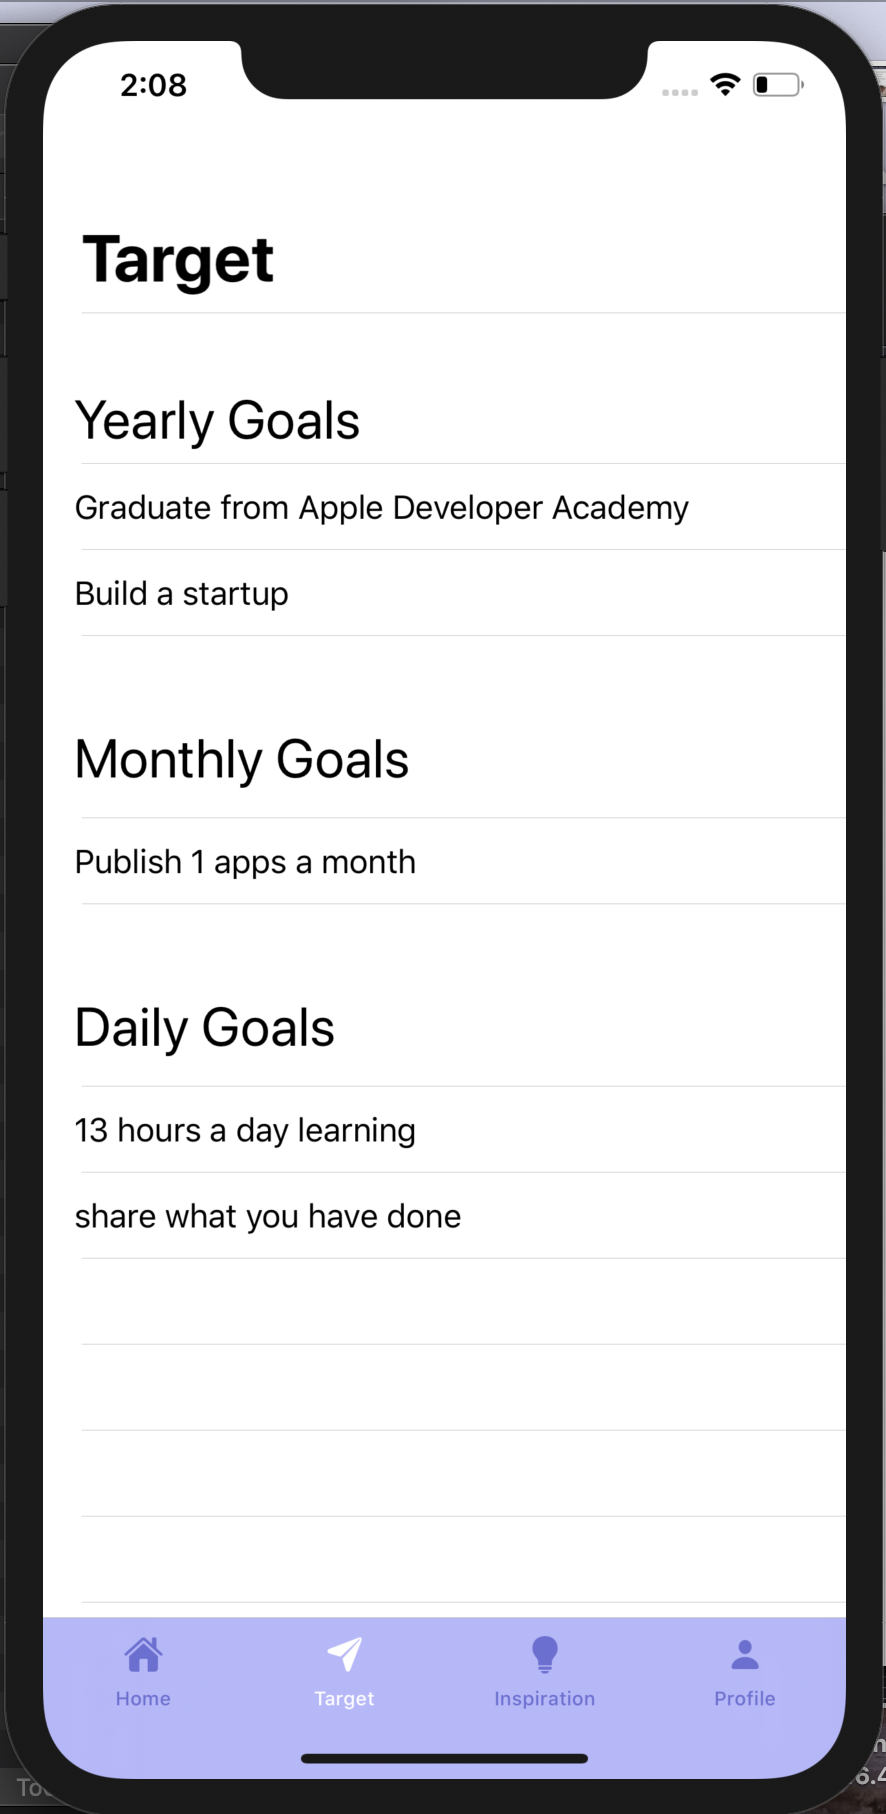 2:08
Target
Yearly Goals
Graduate from Apple Developer Academy
Build a startup
Monthly Goals
Publish 1 apps a month
Daily Goals
13 hours a day learning
share what you have done
Home Target Inspiration Profile